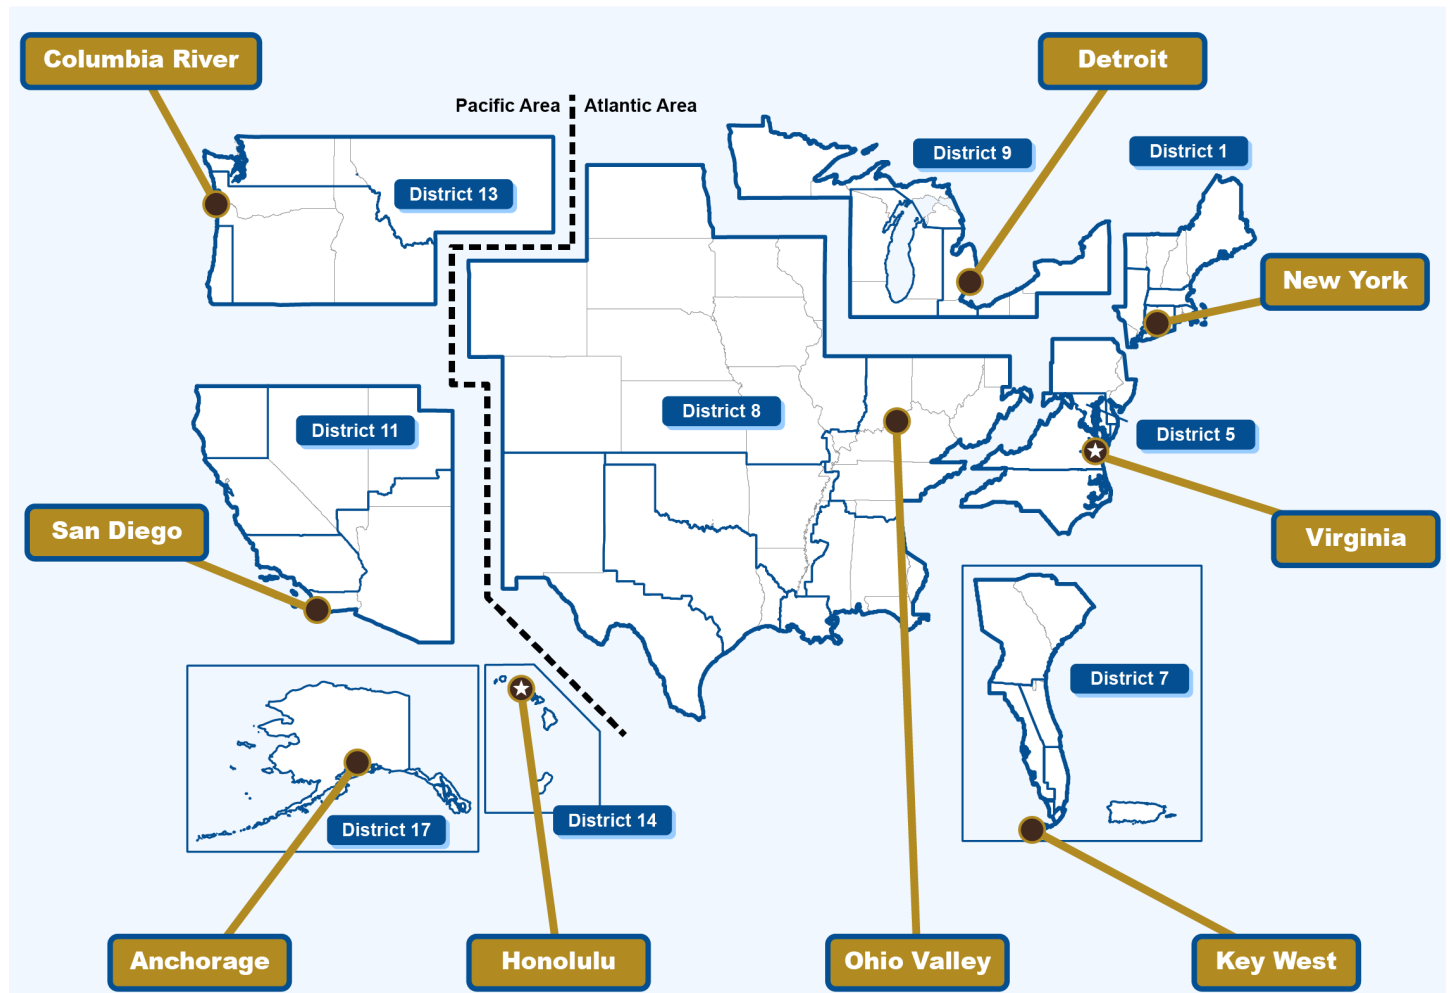 Columbia River
Detroit
Pacific Area
Atlantic Area
District 9
District 1
District 13
New York
District 8
District 11
District 5
San Diego
Virginia
District 7
District 17
District 14
Anchorage
Honolulu
Ohio Valley
Key West